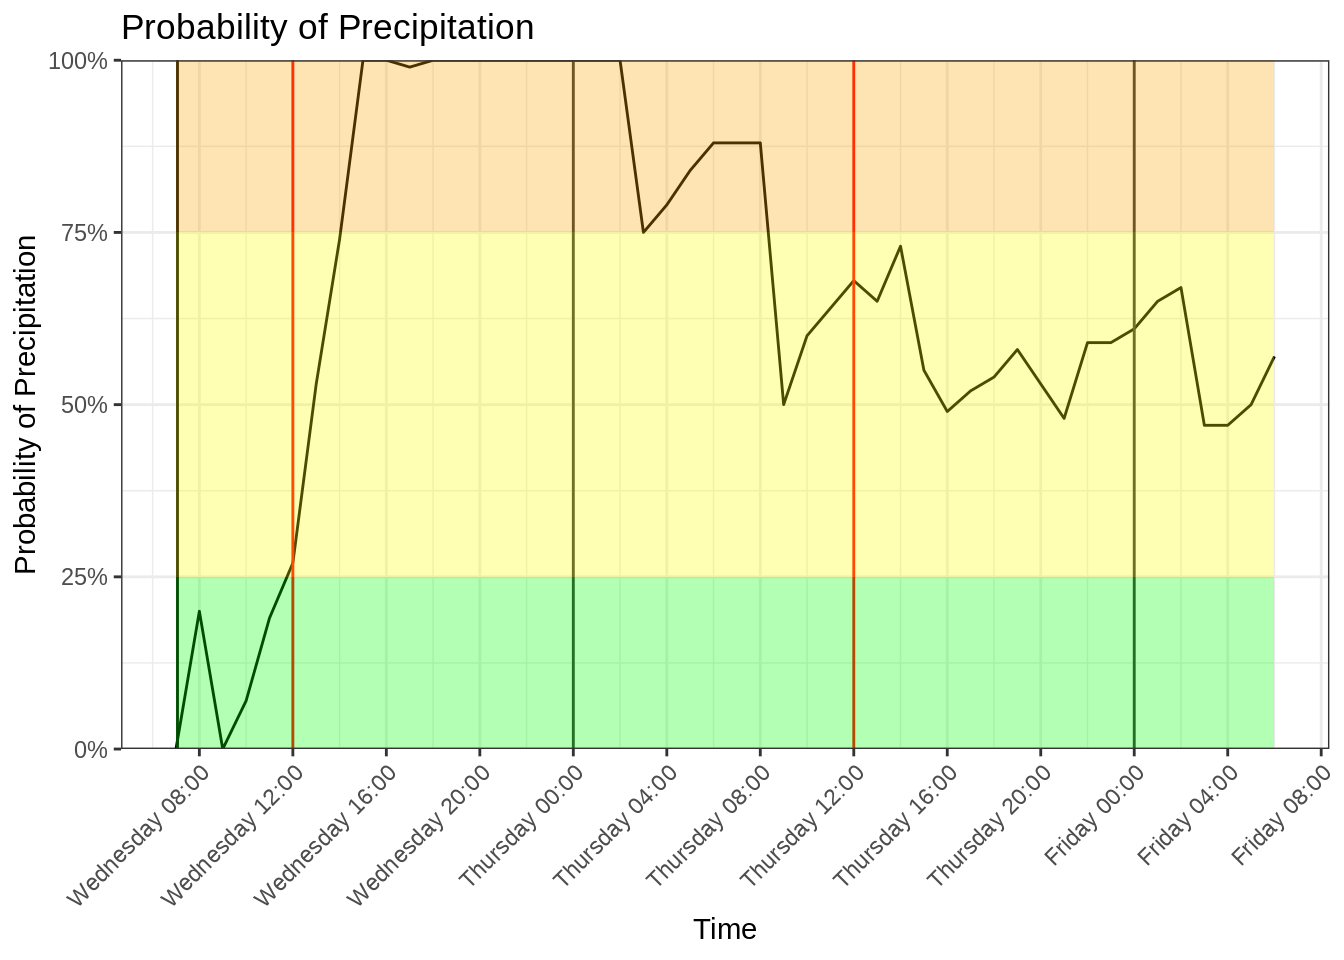 Probability of Precipitation
Probability of Precipitation
100%
75%
50%
25%
0%
Wednesday 08:00
Wednesday 12:00
Wednesday 16:00
Wednesday 20:00
Thursday 00:00
Thursday 04:00
Thursday 08:00
Thursday 12:00
Thursday 16:00
Thursday 20:00
Friday 00:00
Friday 04:00
Friday 08:00
Time